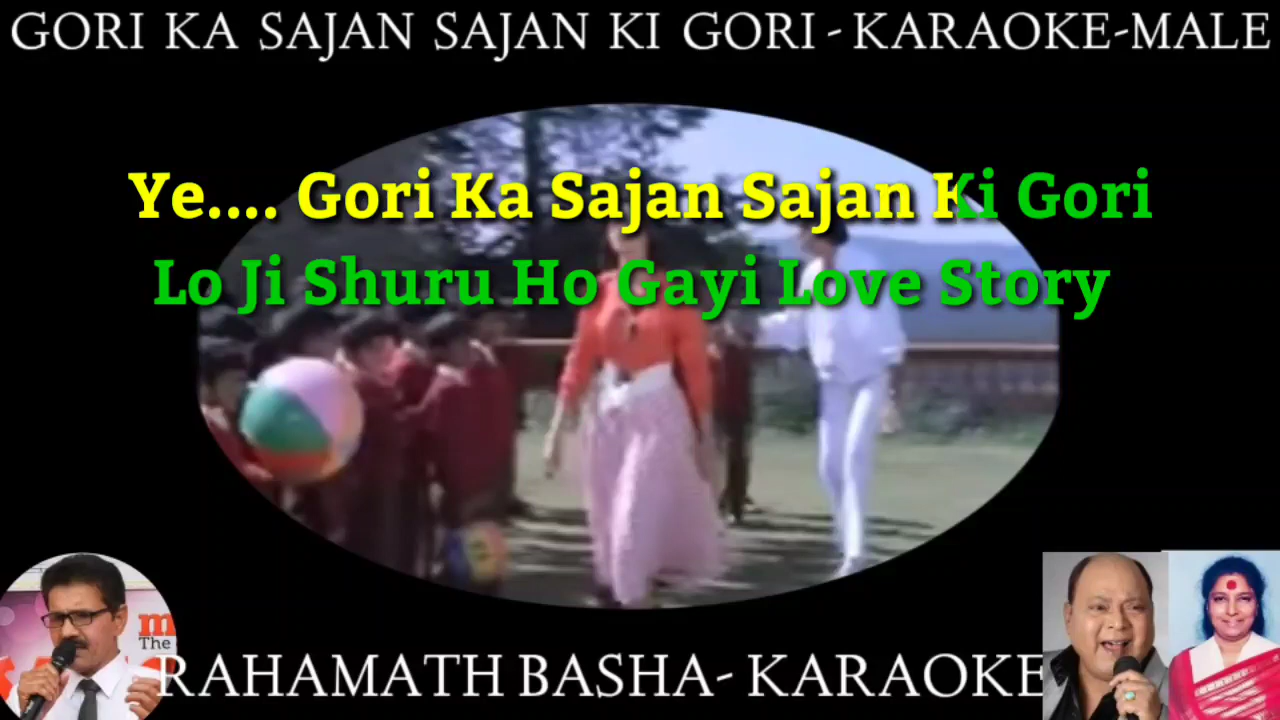 GORI KA SAJAN SAJAN KI GORI - KARAOKE-MALE
Ye.... Gori Ka Sajan Sajan Ki Gori
Lo Ji Shuru Ho Gayi Love Story
The
RAHAMATH BASHA- KARAOKE